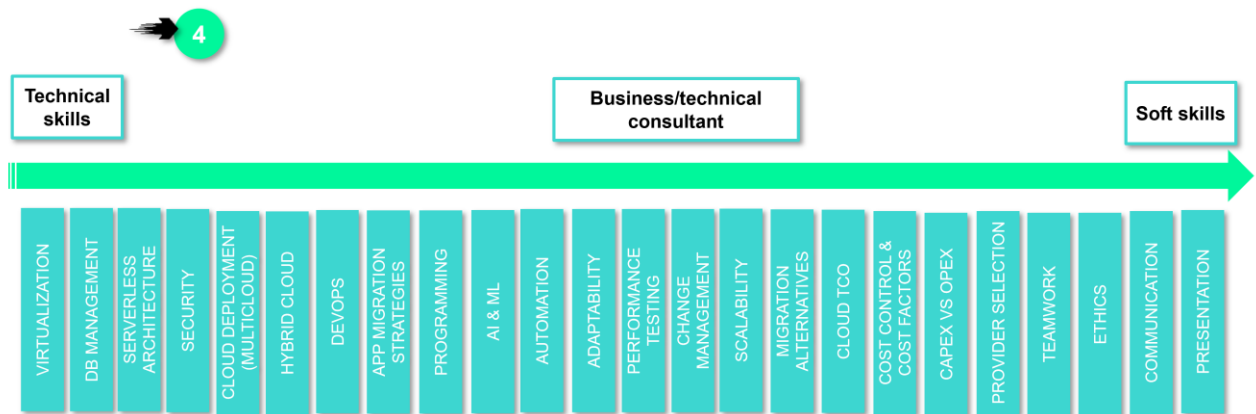 4
Technical
skills
Business/technical
consultant
Soft skills
VIRTUALIZATION
DB MANAGEMENT
SERVERLESS
ARCHITECTURE
SECURITY
CLOUD DEPLOYMENT
(MULTICLOUD)
HYBRID CLOUD
DEVOPS
APP MIGRATION
STRATEGIES
PROGRAMMING
AI & ML
AUTOMATION
ADAPTABILITY
PERFORMANCE
TESTING
CHANGE
MANAGEMENT
SCALABILITY
MIGRATION
ALTERNATIVES
CLOUD TCO
COST CONTROL &
COST FACTORS
CAPEX VS OPEX
PROVIDER SELECTION
TEAMWORK
ETHICS
COMMUNICATION
PRESENTATION